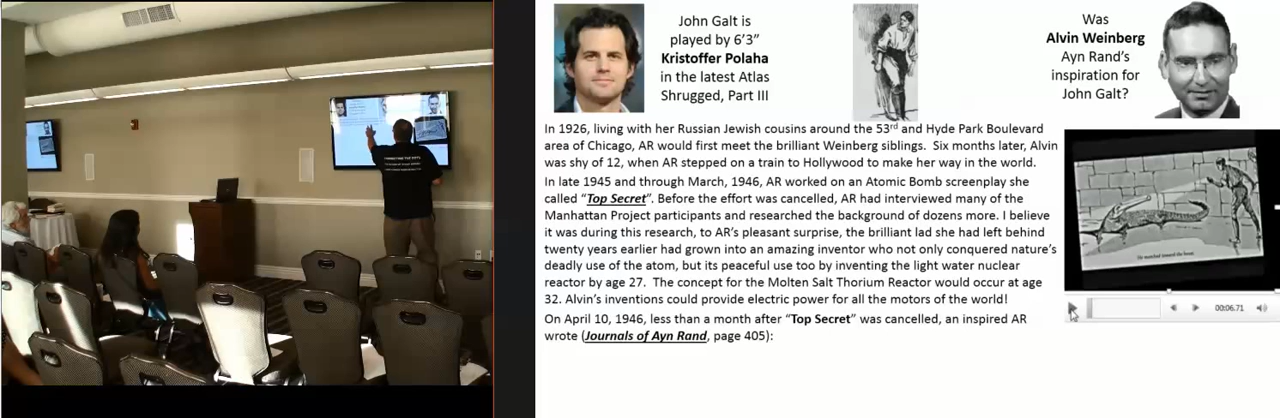 John Galt is
played by 6'3"
Kristoffer Polaha
in the latest Atlas
Shrugged, Part III
Was
Alvin Weinberg
Ayn Rand's
inspiration for
John Galt?
In 1926, living with her Russian Jewish cousins around the 53rd and Hyde Park Boulevard
area of Chicago, AR would first meet the brilliant Weinberg siblings. Six months later, Alvin
was shy of 12, when AR stepped on a train to Hollywood to make her way in the world.
In late 1945 and through March, 1946, AR worked on an Atomic Bomb screenplay she
called "Top Secret". Before the effort was cancelled, AR had interviewed many of the
Manhattan Project participants and researched the background of dozens more. I believe
it was during this research, to AR's pleasant surprise, the brilliant lad she had left behind
twenty years earlier had grown into an amazing inventor who not only conquered nature's
deadly use of the atom, but its peaceful use too by inventing the light water nuclear
reactor by age 27. The concept for the Molten Salt Thorium Reactor would occur at age
32. Alvin's inventions could provide electric power for all the motors of the world!
On April 10, 1946, less than a month after "Top Secret" was cancelled, an inspired AR
wrote (Journals of Ayn Rand, page 405):
00:06.71